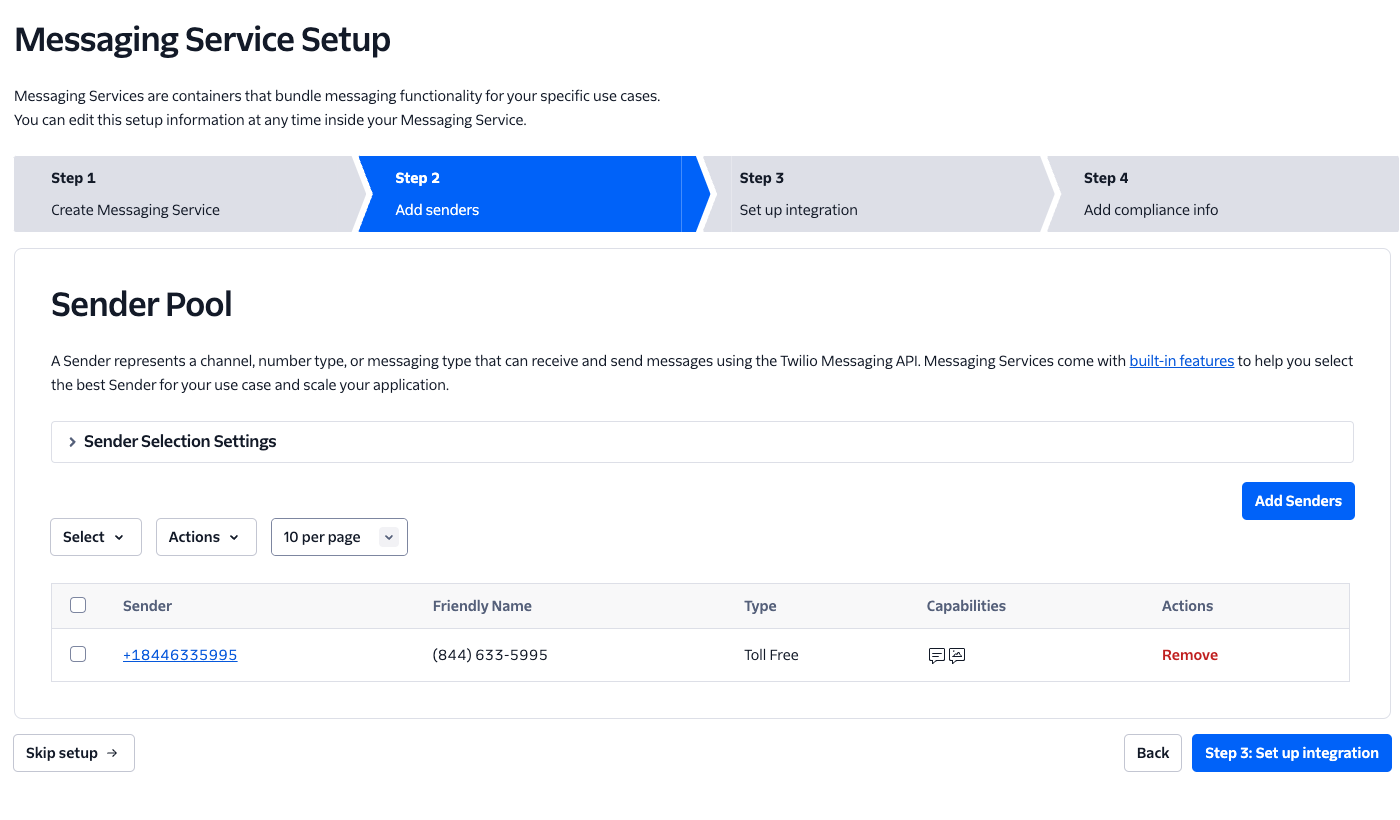 Messaging Service Setup
Messaging Services are containers that bundle messaging functionality for your specific use cases.
You can edit this setup information at any time inside your Messaging Service.
Step 1
Create Messaging Service
Step 2
Add senders
Step 3
Set up integration
Step 4
Add compliance info
Sender Pool
A Sender represents a channel, number type, or messaging type that can receive and send messages using the Twilio Messaging API. Messaging Services come with built-in features to help you select
the best Sender for your use case and scale your application.
Sender Selection Settings
Add Senders
Select
Actions
10 per page
Sender Friendly Name Type Capabilities Actions
+18446335995 (844) 633-5995 Toll Free Remove
Skip setup →
Back
Step 3: Set up integration